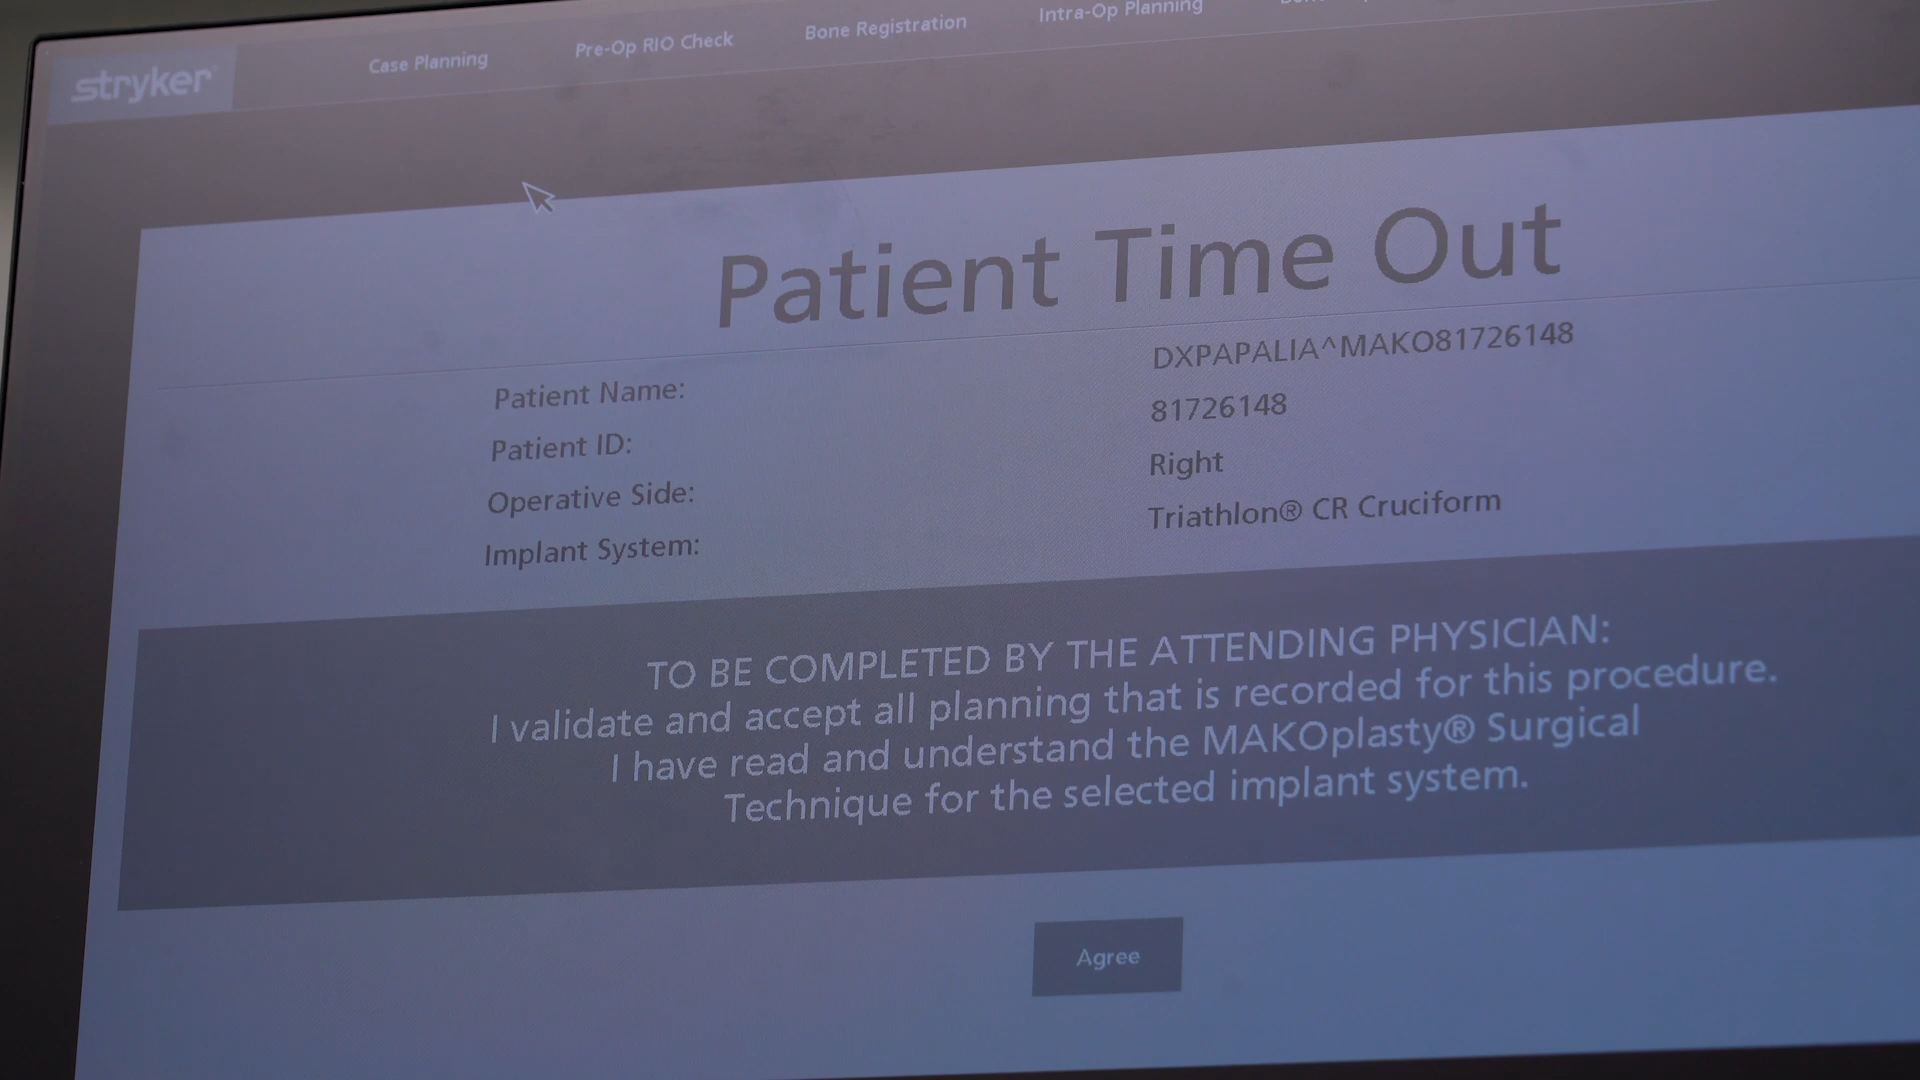 stryker
Case Planning
Pre-Op RIO Check
Bone Registration
Intra-Op Planning
Patient Time Out
Patient Name: DXPAPALIA^MAKO81726148
Patient ID: 81726148
Operative Side: Right
Implant System: Triathlon® CR Cruciform
TO BE COMPLETED BY THE ATTENDING PHYSICIAN:
I validate and accept all planning that is recorded for this procedure.
I have read and understand the MAKOplasty® Surgical
Technique for the selected implant system.
Agree